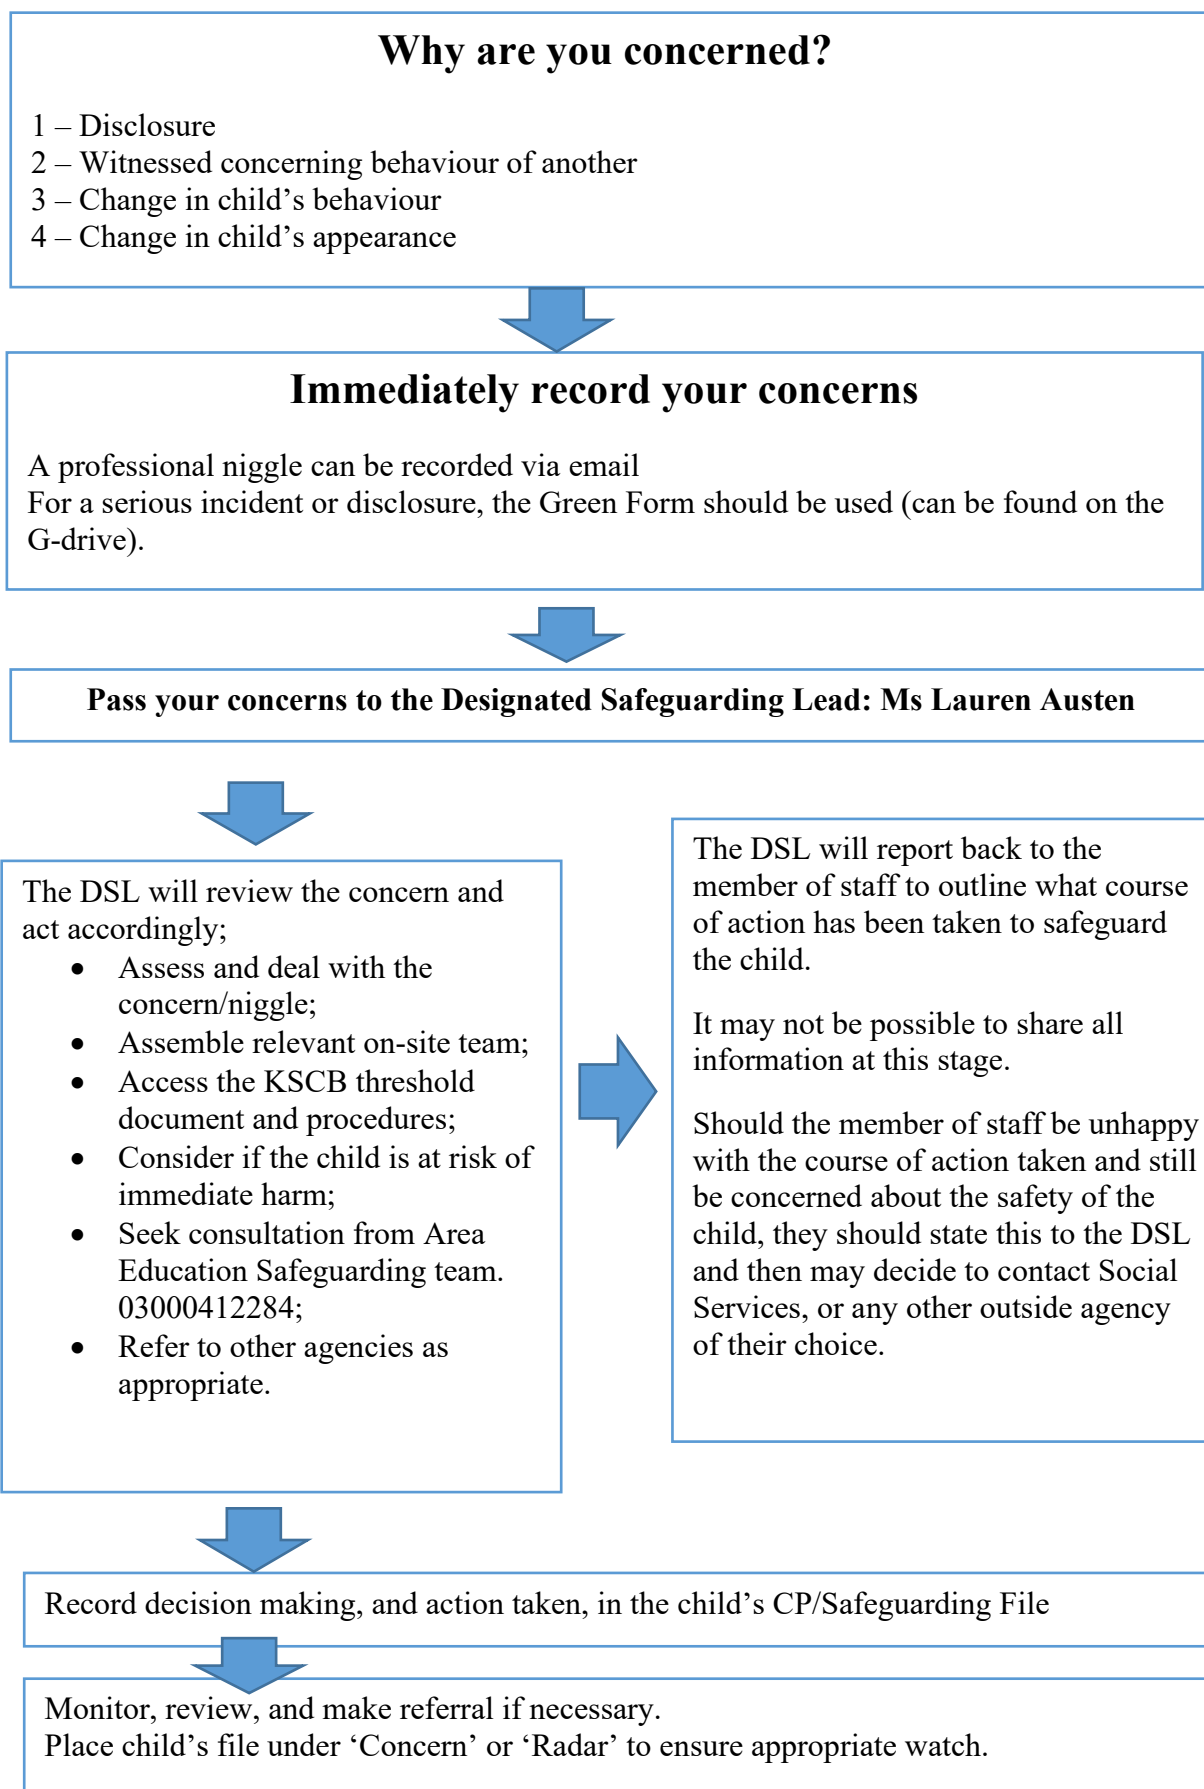 Why are you concerned?
1 – Disclosure
2 – Witnessed concerning behaviour of another
3 – Change in child’s behaviour
4 – Change in child’s appearance
Immediately record your concerns
A professional niggle can be recorded via email
For a serious incident or disclosure, the Green Form should be used (can be found on the
G-drive).
Pass your concerns to the Designated Safeguarding Lead: Ms Lauren Austen
The DSL will review the concern and
act accordingly;
• Assess and deal with the
concern/niggle;
• Assemble relevant on-site team;
• Access the KSCB threshold
document and procedures;
• Consider if the child is at risk of
immediate harm;
• Seek consultation from Area
Education Safeguarding team.
03000412284;
• Refer to other agencies as
appropriate.
The DSL will report back to the
member of staff to outline what course
of action has been taken to safeguard
the child.
It may not be possible to share all
information at this stage.
Should the member of staff be unhappy
with the course of action taken and still
be concerned about the safety of the
child, they should state this to the DSL
and then may decide to contact Social
Services, or any other outside agency
of their choice.
Record decision making, and action taken, in the child’s CP/Safeguarding File
Monitor, review, and make referral if necessary.
Place child’s file under ‘Concern’ or ‘Radar’ to ensure appropriate watch.